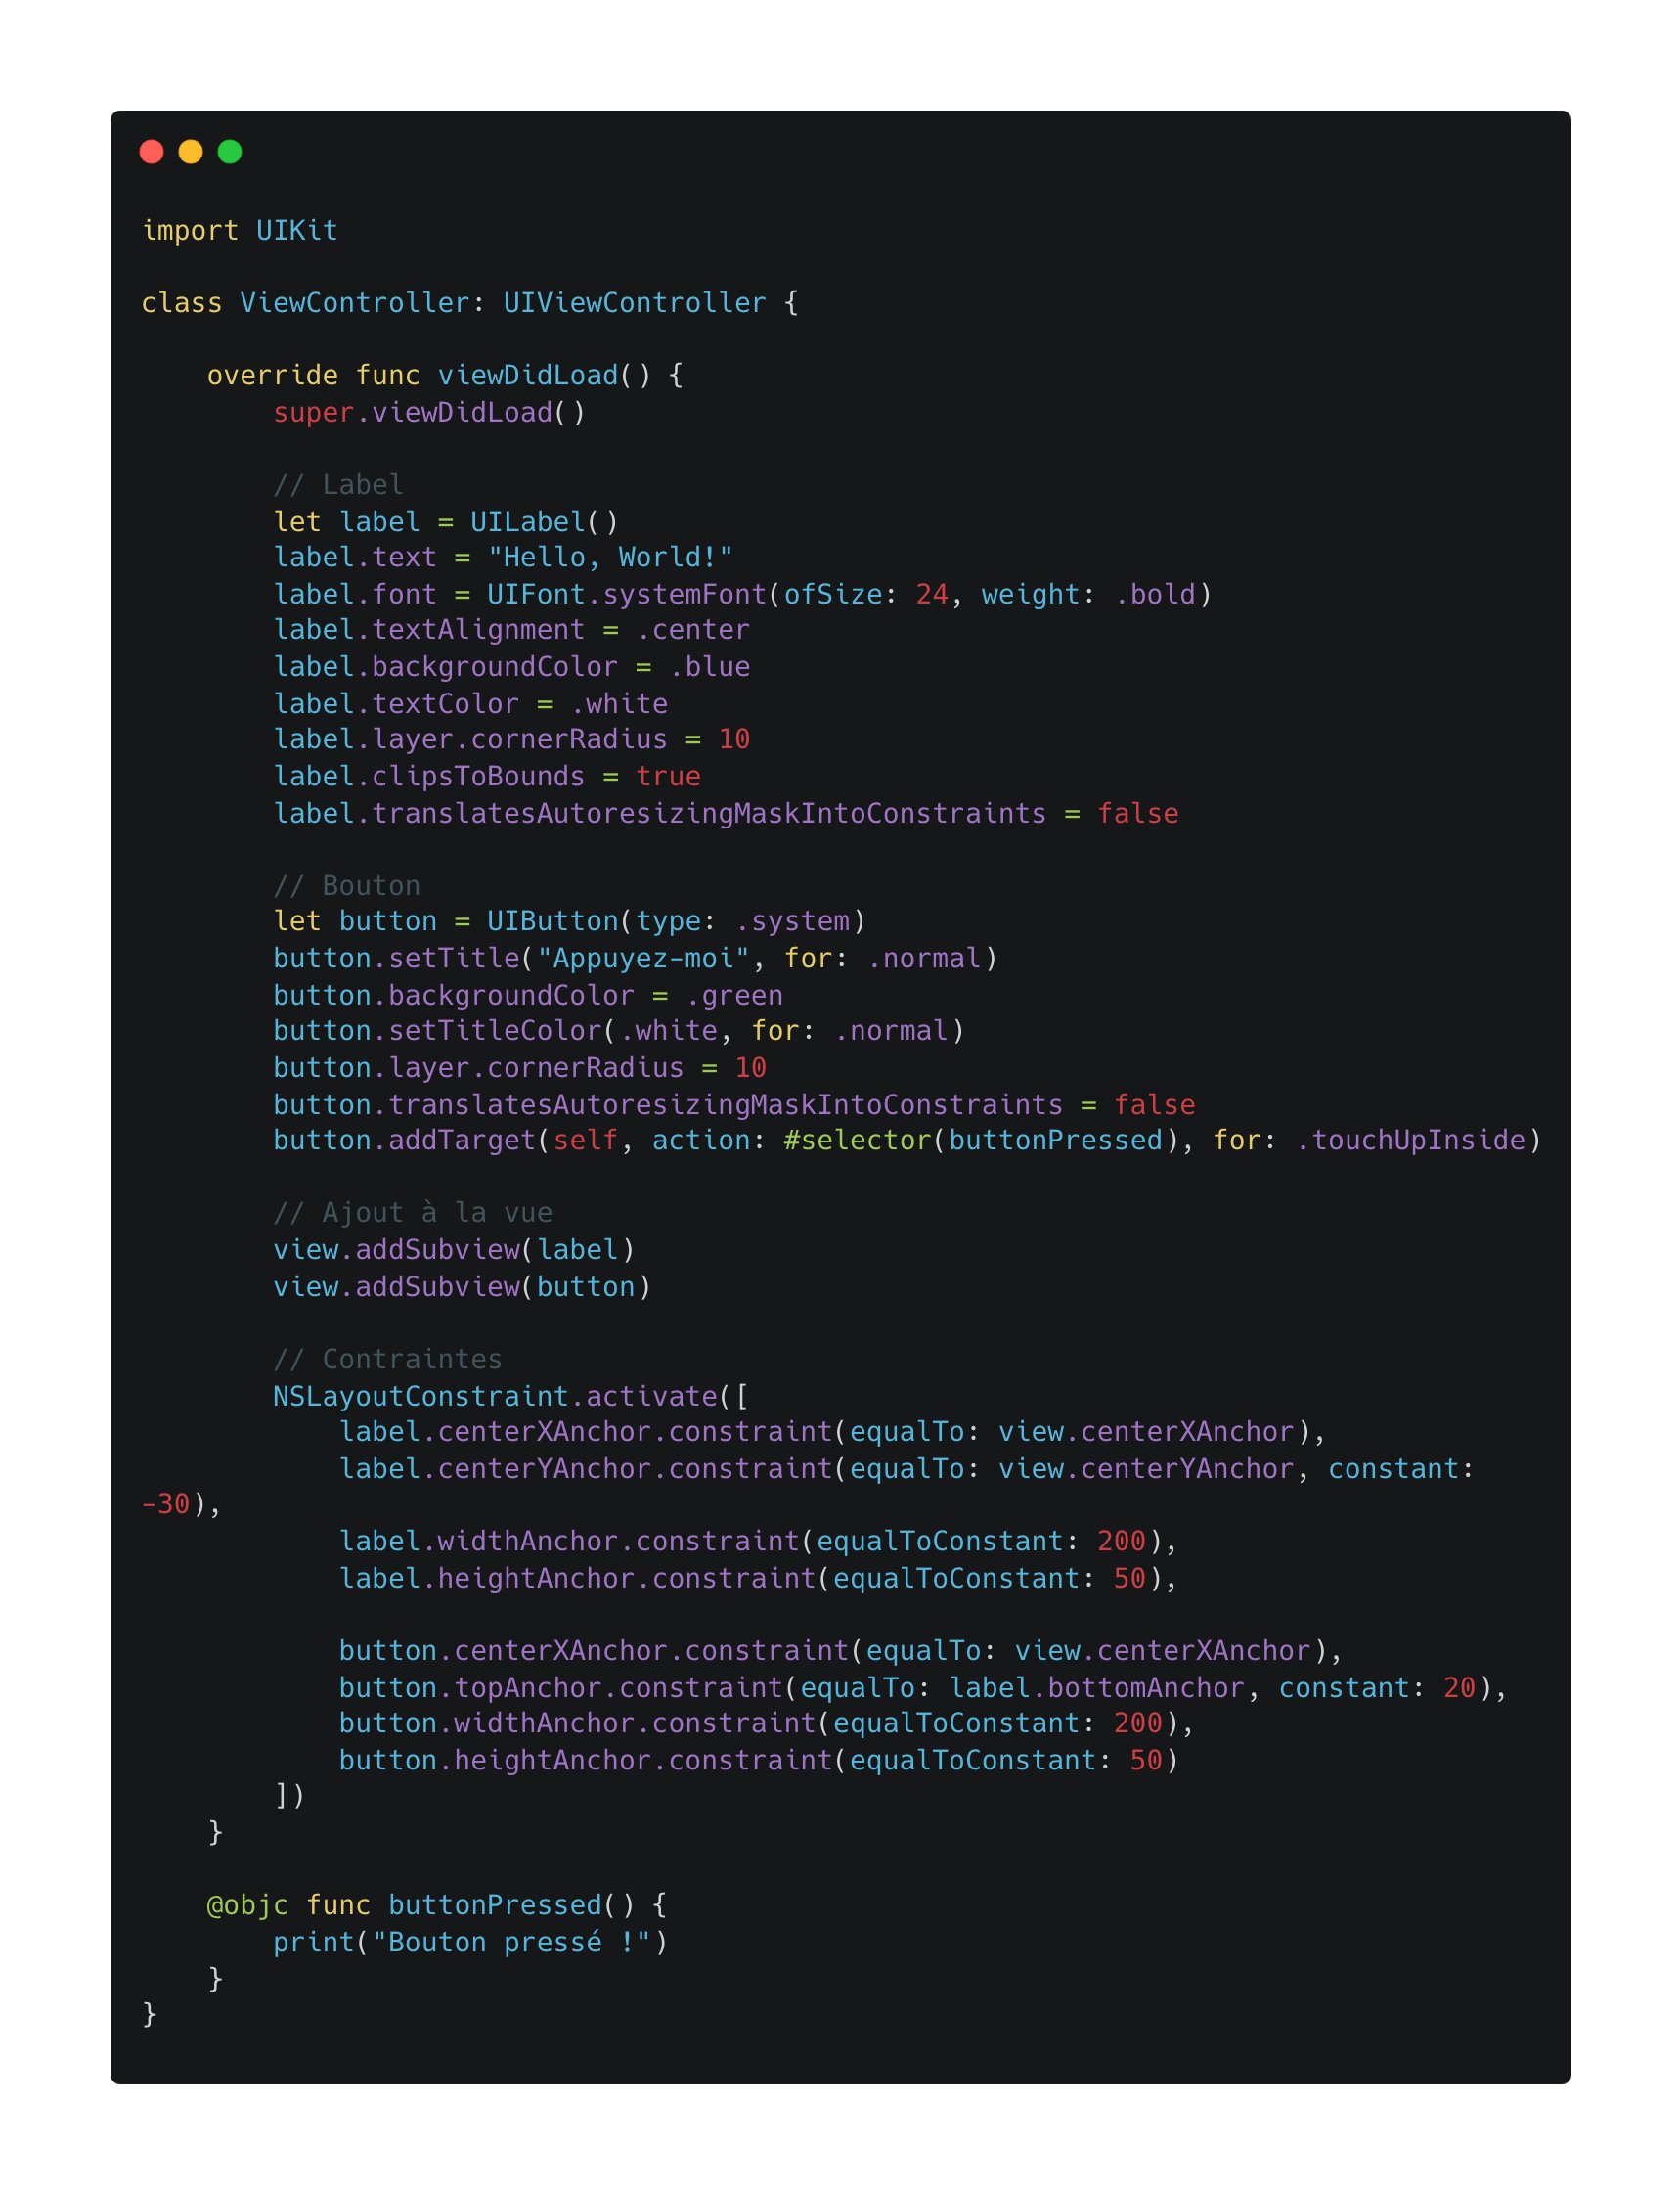 import UIKit
class ViewController: UIViewController {
override func viewDidLoad() {
super.viewDidLoad()
// Label
let label = UILabel()
label.text = "Hello, World!"
label.font = UIFont.systemFont(ofSize: 24, weight: .bold)
label.textAlignment = .center
label.backgroundColor = .blue
label.textColor = .white
label.layer.cornerRadius = 10
label.clipsToBounds = true
label.translatesAutoresizingMaskIntoConstraints = false
// Bouton
let button = UIButton(type: .system)
button.setTitle("Appuyez-moi", for: .normal)
button.backgroundColor = .green
button.setTitleColor(.white, for: .normal)
button.layer.cornerRadius = 10
button.translatesAutoresizingMaskIntoConstraints = false
button.addTarget(self, action: #selector(buttonPressed), for: .touchUpInside)
// Ajout à la vue
view.addSubview(label)
view.addSubview(button)
// Contraintes
NSLayoutConstraint.activate([
label.centerXAnchor.constraint(equalTo: view.centerXAnchor),
label.centerYAnchor.constraint(equalTo: view.centerYAnchor, constant:
-30),
label.widthAnchor.constraint(equalToConstant: 200),
label.heightAnchor.constraint(equalToConstant: 50),
button.centerXAnchor.constraint(equalTo: view.centerXAnchor),
button.topAnchor.constraint(equalTo: label.bottomAnchor, constant: 20),
button.widthAnchor.constraint(equalToConstant: 200),
button.heightAnchor.constraint(equalToConstant: 50)
])
}
@objc func buttonPressed() {
print("Bouton pressé !")
}
}